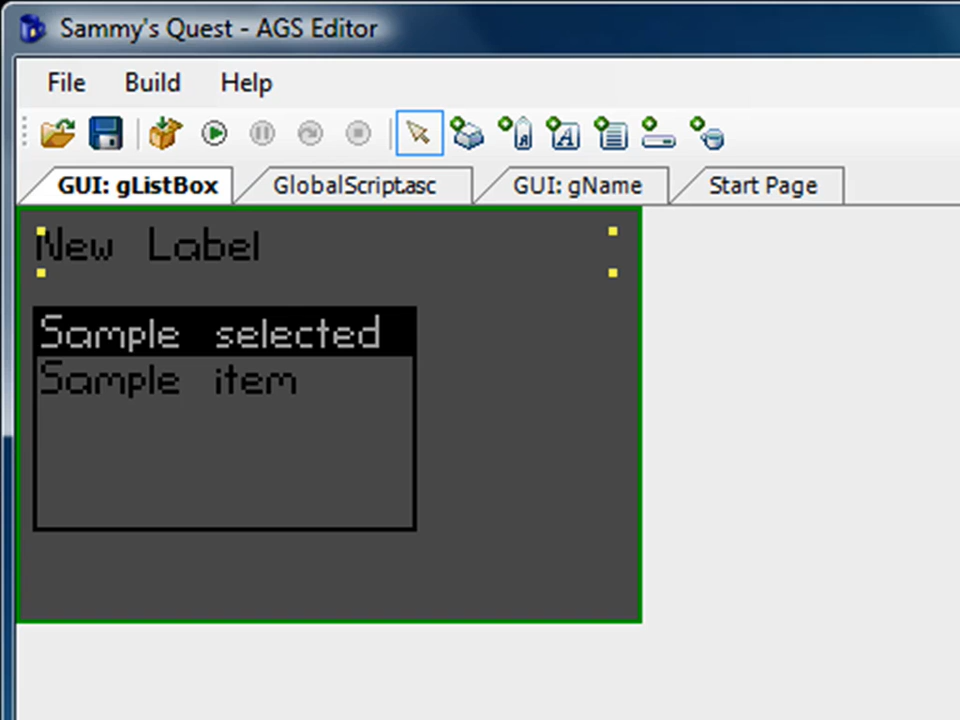 Sammy's Quest - AGS Editor
File Build Help
GUI: gListBox GlobalScript.asc GUI: gName Start Page
New Label
Sample selected
Sample item